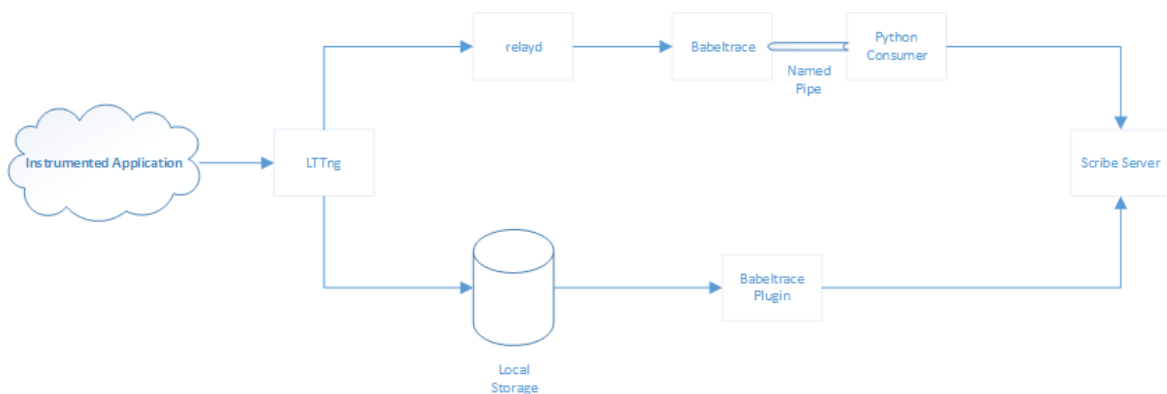 relayd
Babeltrace
Python
Consumer
Named
Pipe
Instrumented Application
LTTng
Scribe Server
Babeltrace
Plugin
Local
Storage